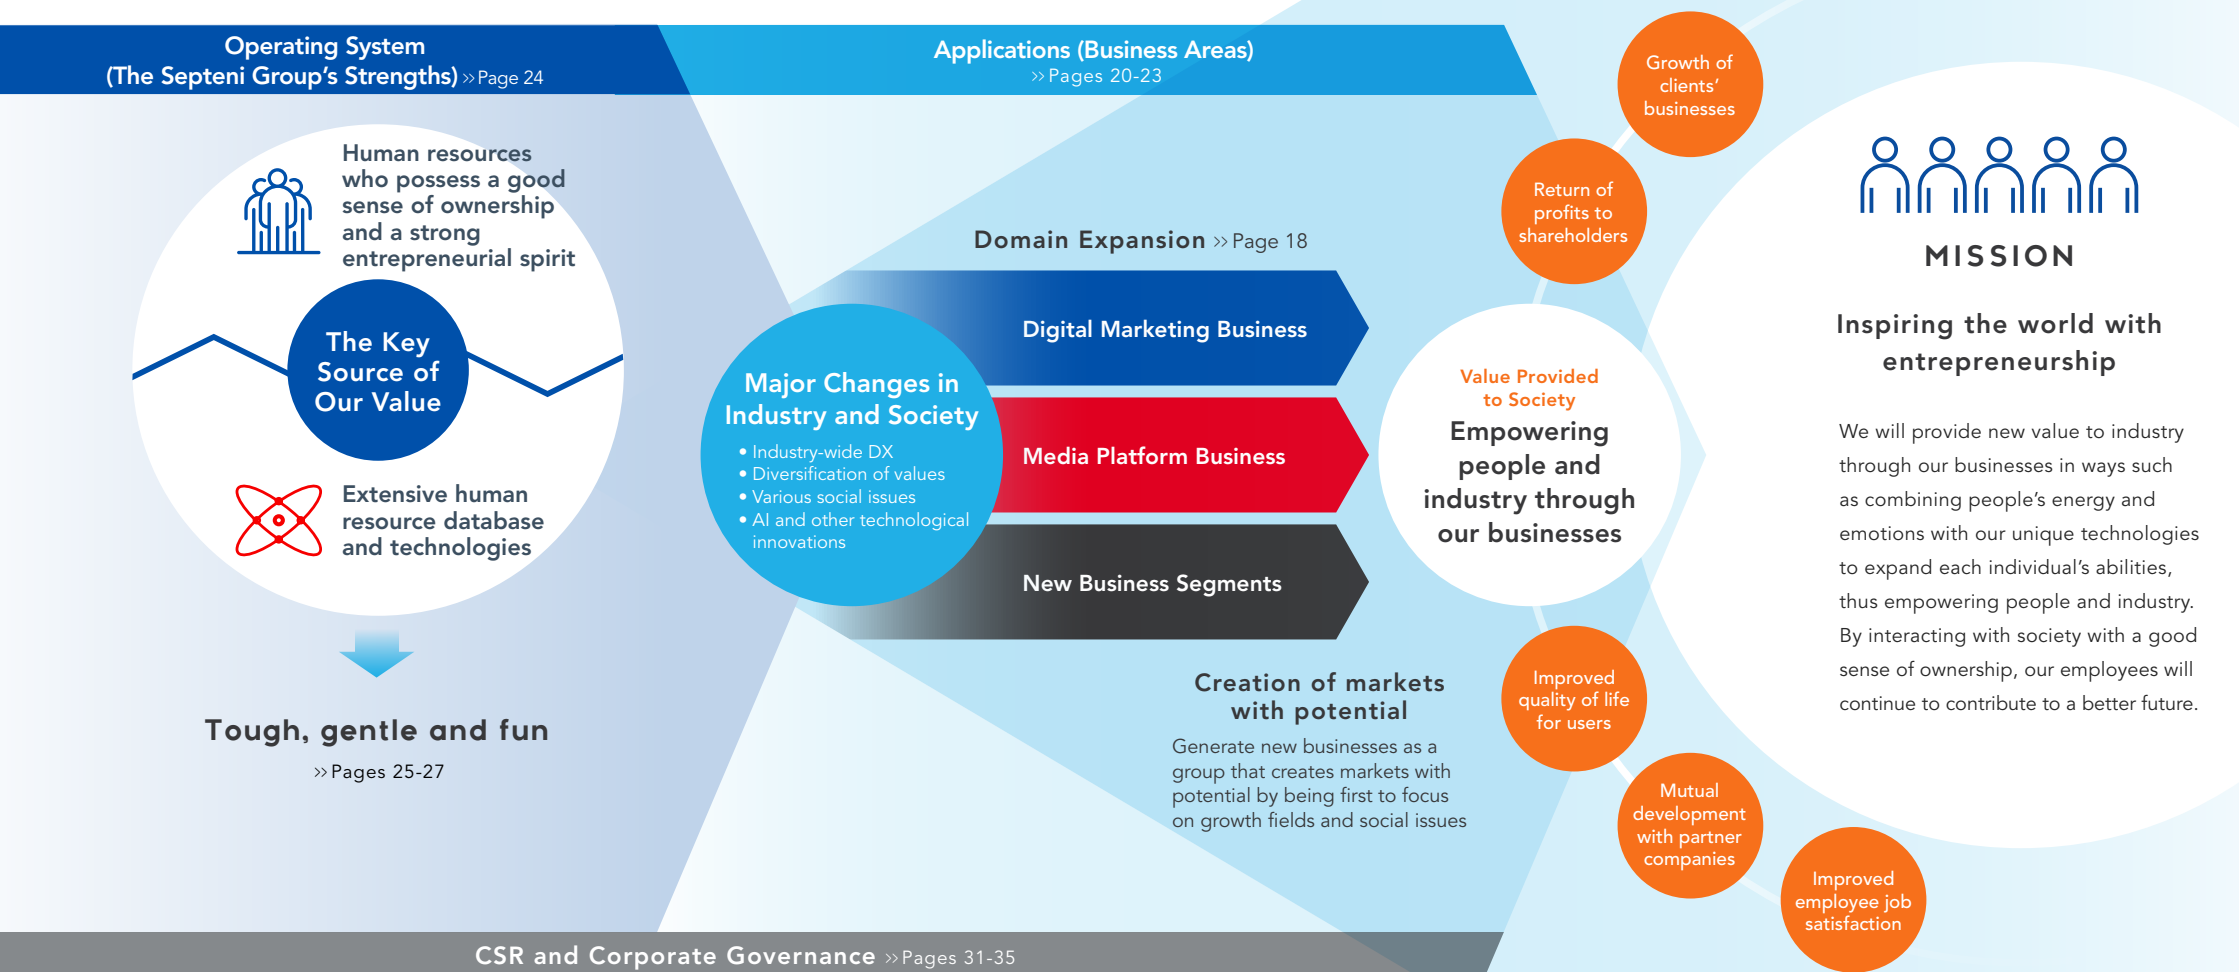 Operating System
(The Septeni Group's Strengths) >> Page 24
Human resources
who possess a good
sense of ownership
and a strong
entrepreneurial spirit
The Key
Source of
Our Value
Extensive human
resource database
and technologies
Tough, gentle and fun
>> Pages 25-27
Applications (Business Areas)
>> Pages 20-23
Domain Expansion >> Page 18
Major Changes in
Industry and Society
• Industry-wide DX
• Diversification of values
• Various social issues
• AI and other technological
innovations
Digital Marketing Business
Media Platform Business
New Business Segments
Creation of markets
with potential
Generate new businesses as a
group that creates markets with
potential by being first to focus
on growth fields and social issues
Value Provided
to Society
Empowering
people and
industry through
our businesses
Growth of
clients'
businesses
Return of
profits to
shareholders
Improved
quality of life
for users
Mutual
development
with partner
companies
Improved
employee job
satisfaction
MISSION
Inspiring the world with
entrepreneurship
We will provide new value to industry
through our businesses in ways such
as combining people's energy and
emotions with our unique technologies
to expand each individual's abilities,
thus empowering people and industry.
By interacting with society with a good
sense of ownership, our employees will
continue to contribute to a better future.
CSR and Corporate Governance >> Pages 31-35